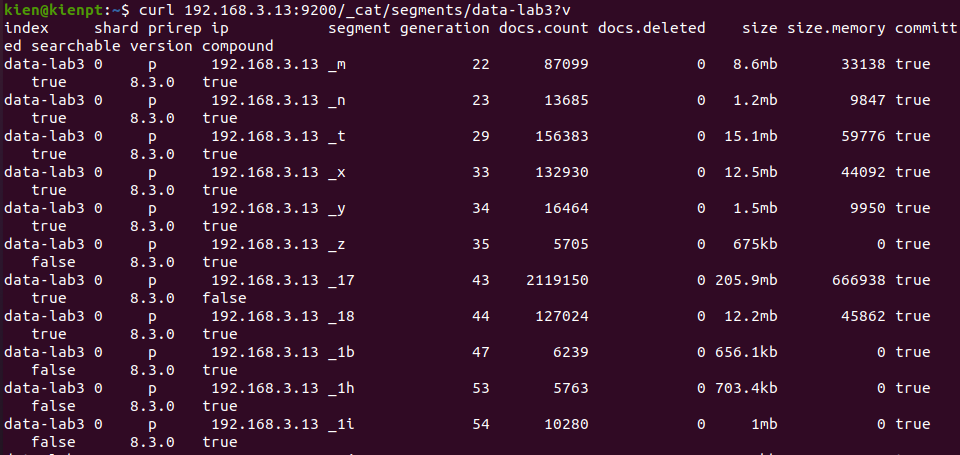 kien@kienpt:~$ curl 192.168.3.13:9200/_cat/segments/data-lab3?v
index     shard prirep ip           segment generation docs.count docs.deleted    size size.memory committ
ed searchable version compound
data-lab3 0     p      192.168.3.13 _m              22      87099            0   8.6mb       33138 true
   true       8.3.0   true
data-lab3 0     p      192.168.3.13 _n              23      13685            0   1.2mb        9847 true
   true       8.3.0   true
data-lab3 0     p      192.168.3.13 _t              29     156383            0  15.1mb       59776 true
   true       8.3.0   true
data-lab3 0     p      192.168.3.13 _x              33     132930            0  12.5mb       44092 true
   true       8.3.0   true
data-lab3 0     p      192.168.3.13 _y              34      16464            0   1.5mb        9950 true
   true       8.3.0   true
data-lab3 0     p      192.168.3.13 _z              35       5705            0   675kb           0 true
   false      8.3.0   true
data-lab3 0     p      192.168.3.13 _17             43    2119150            0 205.9mb      666938 true
   true       8.3.0   false
data-lab3 0     p      192.168.3.13 _18             44     127024            0  12.2mb       45862 true
   true       8.3.0   true
data-lab3 0     p      192.168.3.13 _1b             47       6239            0 656.1kb           0 true
   false      8.3.0   true
data-lab3 0     p      192.168.3.13 _1h             53       5763            0 703.4kb           0 true
   false      8.3.0   true
data-lab3 0     p      192.168.3.13 _1i             54      10280            0     1mb           0 true
   false      8.3.0   true